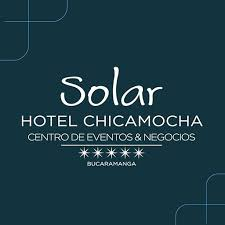 Solar
HOTEL CHICAMOCHA
CENTRO DE EVENTOS & NEGOCIOS
BUCARAMANGA